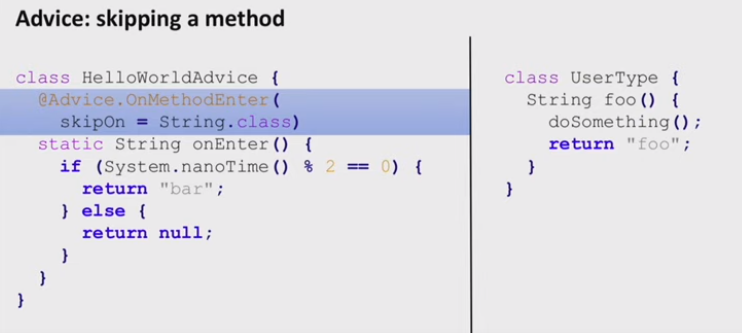 Advice: skipping a method
class HelloWorldAdvice {
@Advice.OnMethodEnter(
skipOn = String.class)
static String onEnter() {
if (System.nanoTime() % 2 == 0) {
return "bar";
} else {
return null;
}
}
}
class UserType {
String foo() {
doSomething();
return "foo";
}
}